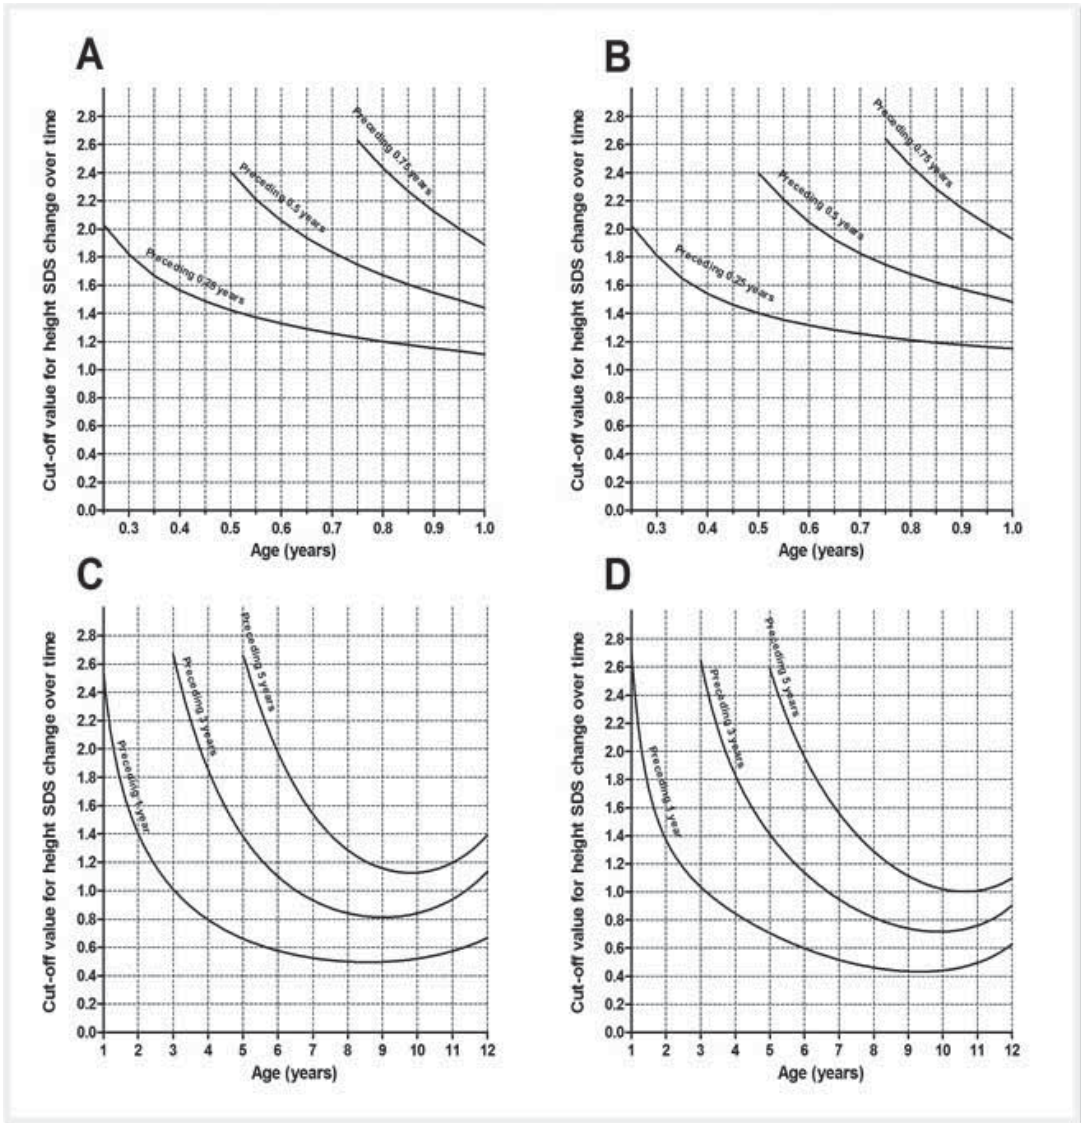 A
Cut-off value for height SDS change over time
2.8
2.6
2.4
2.2
2.0
1.8
1.6
1.4
1.2
1.0
0.8
0.6
0.4
0.2
0.0
Preceding 0.75 years
Preceding 0.5 years
Preceding 0.25 years
0.3 0.4 0.5 0.6 0.7 0.8 0.9 1.0
Age (years)
B
Cut-off value for height SDS change over time
2.8
2.6
2.4
2.2
2.0
1.8
1.6
1.4
1.2
1.0
0.8
0.6
0.4
0.2
0.0
Preceding 0.75 years
Preceding 0.5 years
Preceding 0.25 years
0.3 0.4 0.5 0.6 0.7 0.8 0.9 1.0
Age (years)
C
Cut-off value for height SDS change over time
2.8
2.6
2.4
2.2
2.0
1.8
1.6
1.4
1.2
1.0
0.8
0.6
0.4
0.2
0.0
Preceding 5 years
Preceding 3 years
Preceding 1 year
1 2 3 4 5 6 7 8 9 10 11 12
Age (years)
D
Cut-off value for height SDS change over time
2.8
2.6
2.4
2.2
2.0
1.8
1.6
1.4
1.2
1.0
0.8
0.6
0.4
0.2
0.0
Preceding 5 years
Preceding 3 years
Preceding 1 year
1 2 3 4 5 6 7 8 9 10 11 12
Age (years)